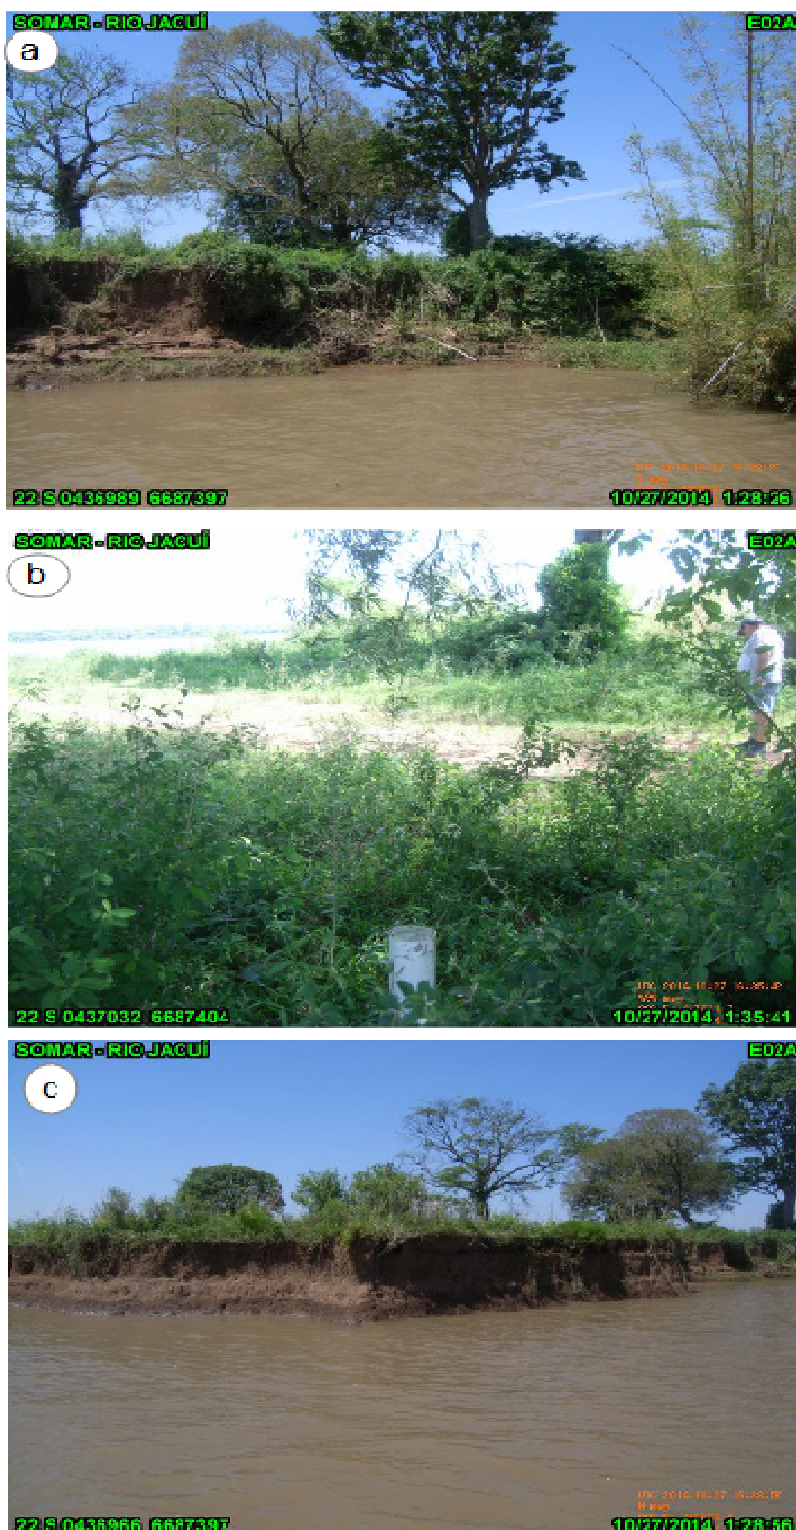 SOMAR - RIO JACUÍ
E02A
a
22 S 0436989 6687397
10/27/2014 1:28:26
SOMAR - RIO JACUÍ
E02A
b
22 S 0437032 6687404
10/27/2014 1:35:41
SOMAR - RIO JACUÍ
E02A
c
22 S 0436966 6687397
10/27/2014 1:28:56